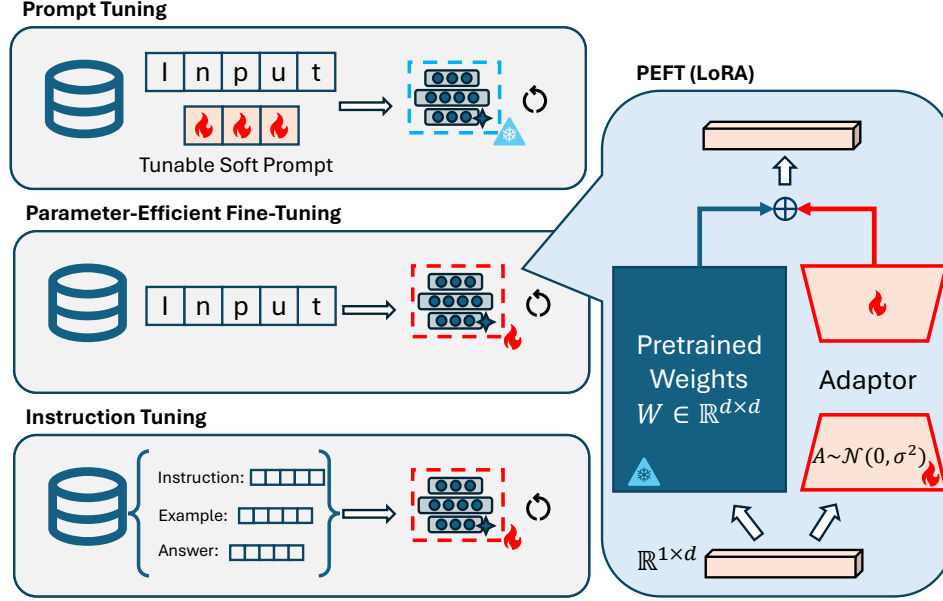 Prompt Tuning
I n p u t
Tunable Soft Prompt
Parameter-Efficient Fine-Tuning
I n p u t
Instruction Tuning
Instruction:
Example:
Answer:
PEFT (LoRA)
Pretrained
Weights
W ∈ ℝ^{d×d}
Adaptor
A~𝒩(0, σ²)
ℝ^{1×d}